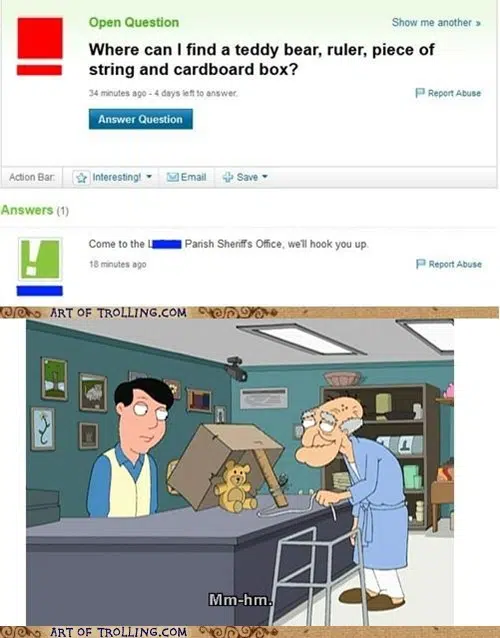 Open Question
Show me another »
Where can I find a teddy bear, ruler, piece of
string and cardboard box?
34 minutes ago - 4 days left to answer.
Report Abuse
Answer Question
Action Bar: Interesting! Email Save
Answers (1)
Come to the Parish Sheriff's Office, we'll hook you up.
18 minutes ago
Report Abuse
ART OF TROLLING.COM
Mm-hm.
ART OF TROLLING.COM